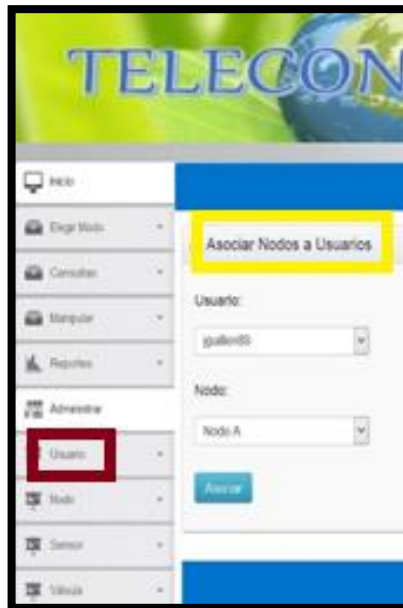 TELECON
Inicio
Elegir Modo
Consultas
Manipular
Reportes
Administrar
Usuario
Nodo
Sensor
Válvula
Asociar Nodos a Usuarios
Usuario:
Nodo:
Nodo A
Asociar